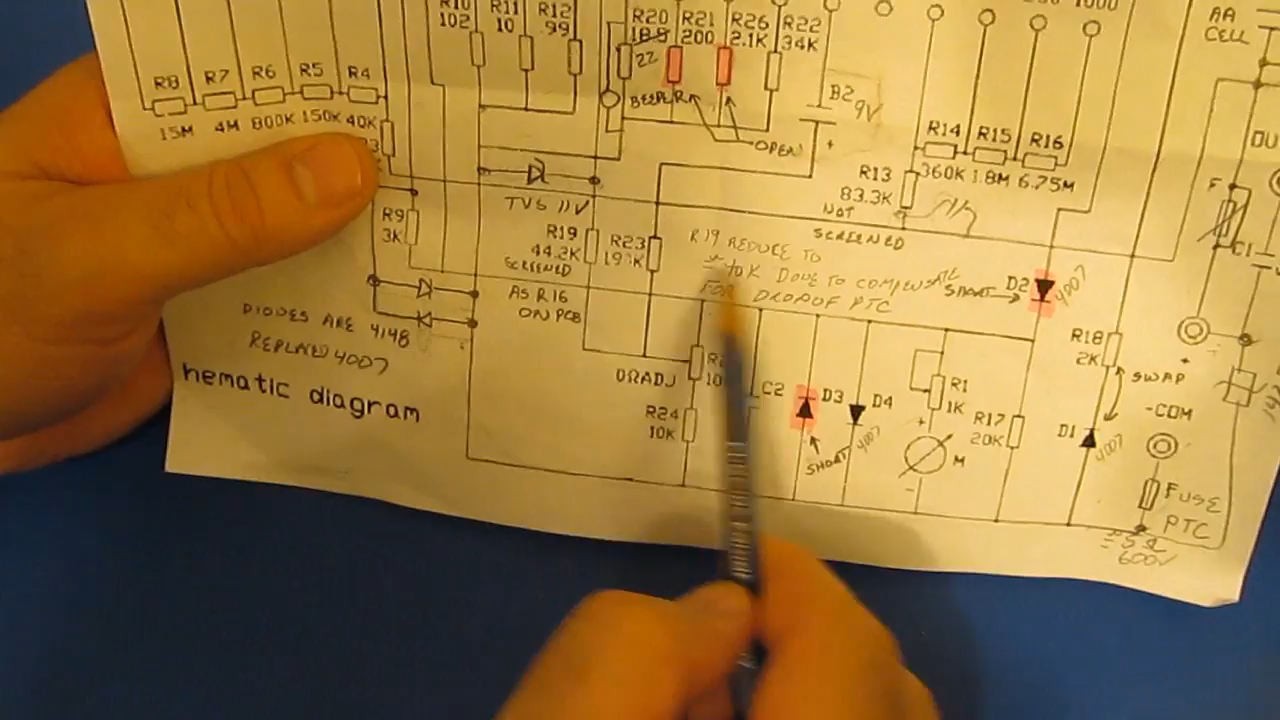 R10
102
R11
10
R12
99
R20
18.5
22
R21
200
R26
2.1K
R22
34K
1000
AA
CELL
R8
R7
R6
R5
R4
15M
4M
800K
150K
40K
BEEPER
OPEN
B2
9V
+
R14
R15
R16
360K
1.8M
6.75M
R13
83.3K
NOT
SCREENED
TVS 11V
R9
3K
R19
44.2K
SCREENED
AS R16
ON PCB
R23
R19 REDUCE TO
40K DONE TO COMPENSATE
FOR DROP OF PTC
SHORT
D2
4007
F
C1
DIODES ARE 4148
REPLACED 4007
hematic diagram
ORADJ
10
R24
10K
C2
D3
SHORT
D4
4007
R1
1K
+
M
-
R17
20K
R18
2K
SWAP
D1
4007
+
-COM
FUSE
PTC
5Ω
600V